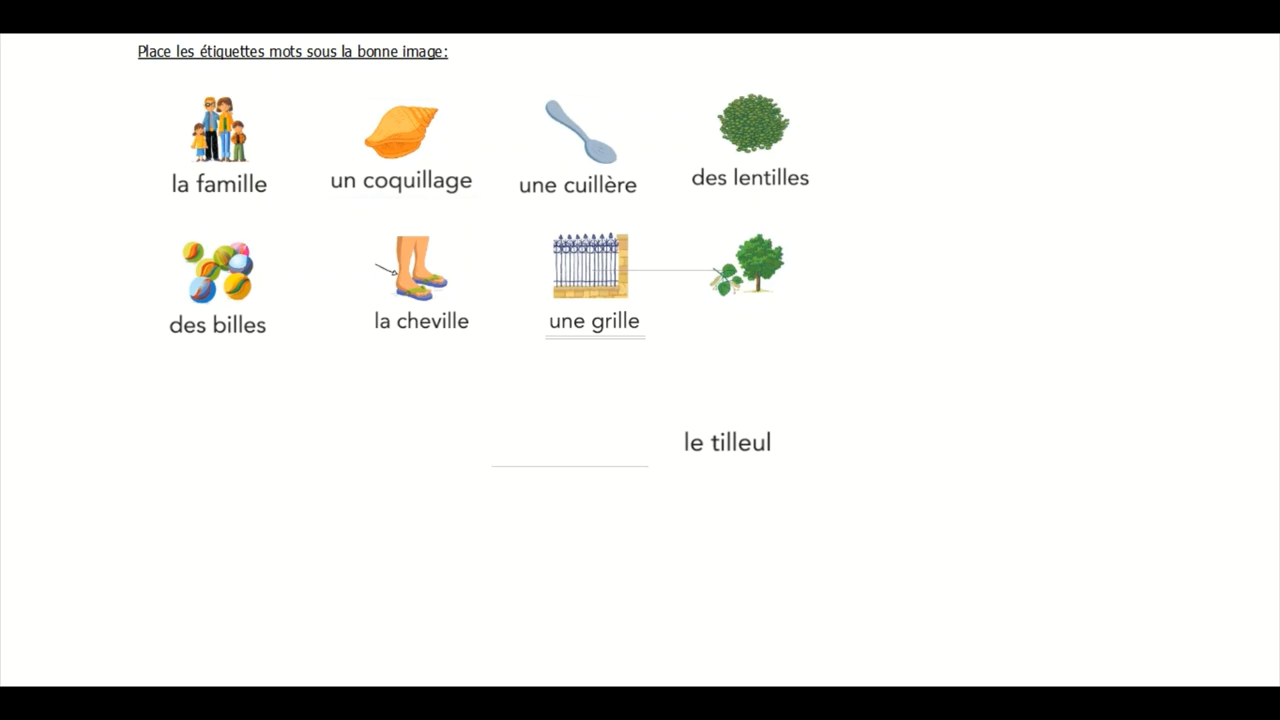 Place les étiquettes mots sous la bonne image:
la famille
un coquillage
une cuillère
des lentilles
des billes
la cheville
une grille
le tilleul